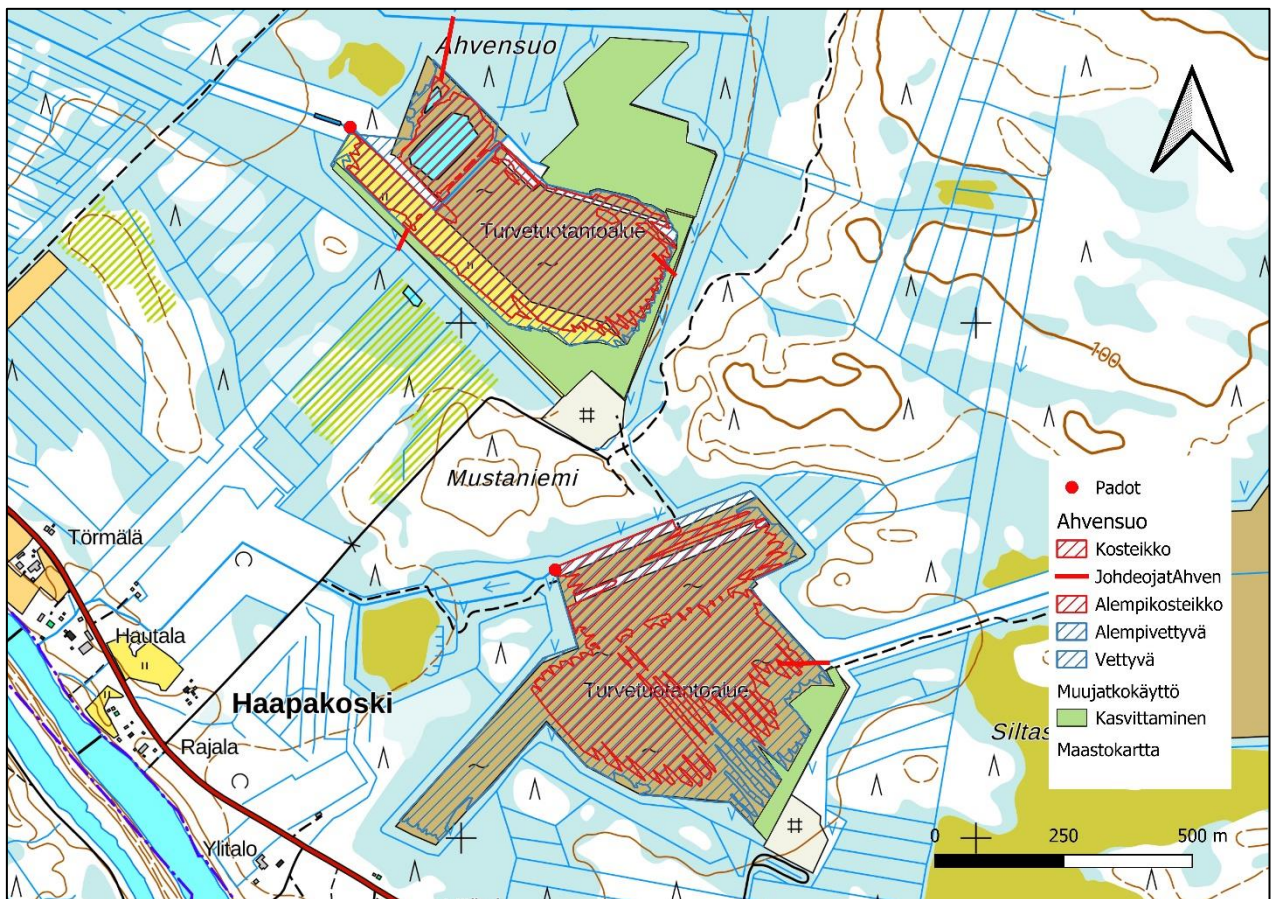 Ahvensuo
Turvetuotantoalue
100
Mustaniemi
Törmälä
Hautala
Haapakoski
Rajala
Ylitalo
Turvetuotantoalue
Siltas
Padot
Ahvensuo
Kosteikko
JohdeojatAhven
Alempikosteikko
Alempivettyvä
Vettyvä
Muujatkokäyttö
Kasvittaminen
Maastokartta
0 250 500 m